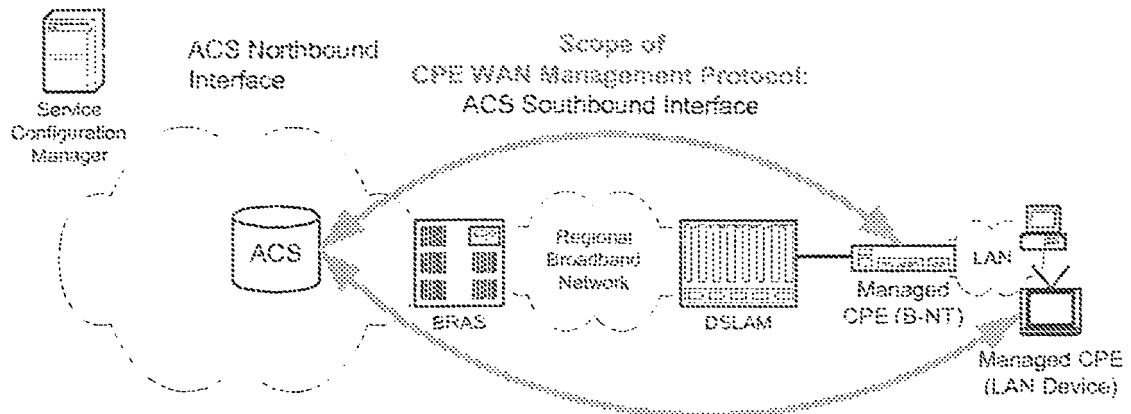 Service
Configuration
Manager
ACS Northbound
Interface
Scope of
CPE WAN Management Protocol:
ACS Southbound Interface
ACS
BRAS
Regional
Broadband
Network
DSLAM
Managed
CPE (B-NT)
LAN
Managed CPE
(LAN Device)